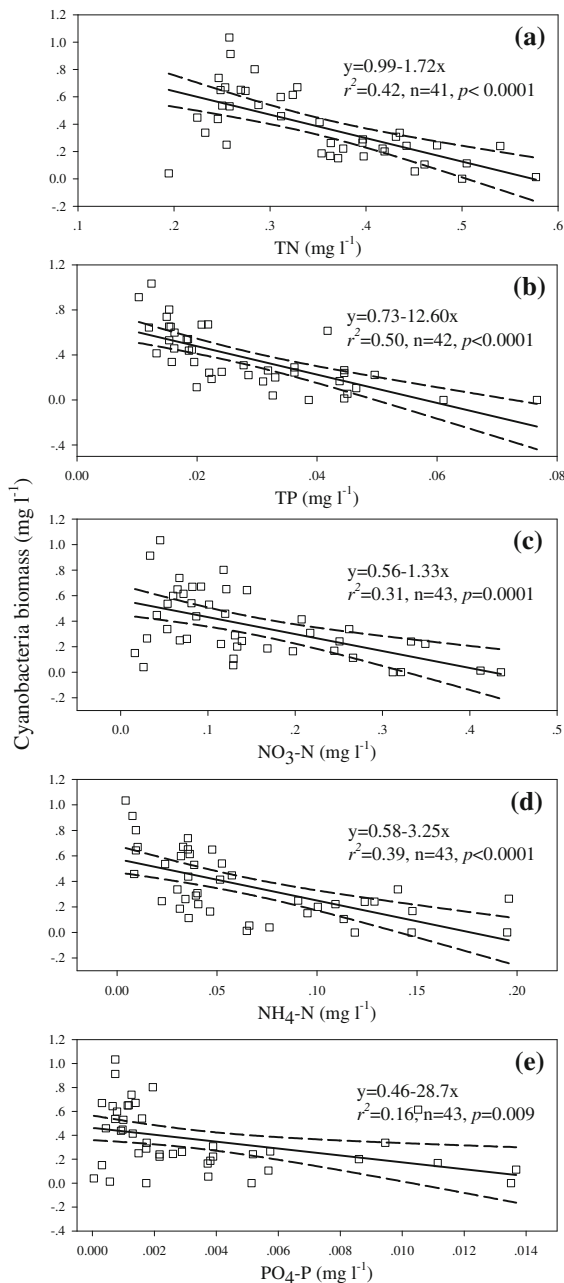 1.2
1.0
.8
.6
.4
.2
0.0
-.2
(a)
y=0.99-1.72x
r²=0.42, n=41, p< 0.0001
.1 .2 .3 .4 .5 .6
TN (mg l⁻¹)
1.2
.8
.4
0.0
-.4
(b)
y=0.73-12.60x
r²=0.50, n=42, p<0.0001
0.00 .02 .04 .06 .08
TP (mg l⁻¹)
Cyanobacteria biomass (mg l⁻¹)
1.2
1.0
.8
.6
.4
.2
0.0
-.2
(c)
y=0.56-1.33x
r²=0.31, n=43, p=0.0001
0.0 .1 .2 .3 .4 .5
NO₃-N (mg l⁻¹)
1.2
1.0
.8
.6
.4
.2
0.0
-.2
(d)
y=0.58-3.25x
r²=0.39, n=43, p<0.0001
0.00 .05 .10 .15 .20
NH₄-N (mg l⁻¹)
1.2
1.0
.8
.6
.4
.2
0.0
-.2
-.4
(e)
y=0.46-28.7x
r²=0.16, n=43, p=0.009
0.000 .002 .004 .006 .008 .010 .012 .014
PO₄-P (mg l⁻¹)